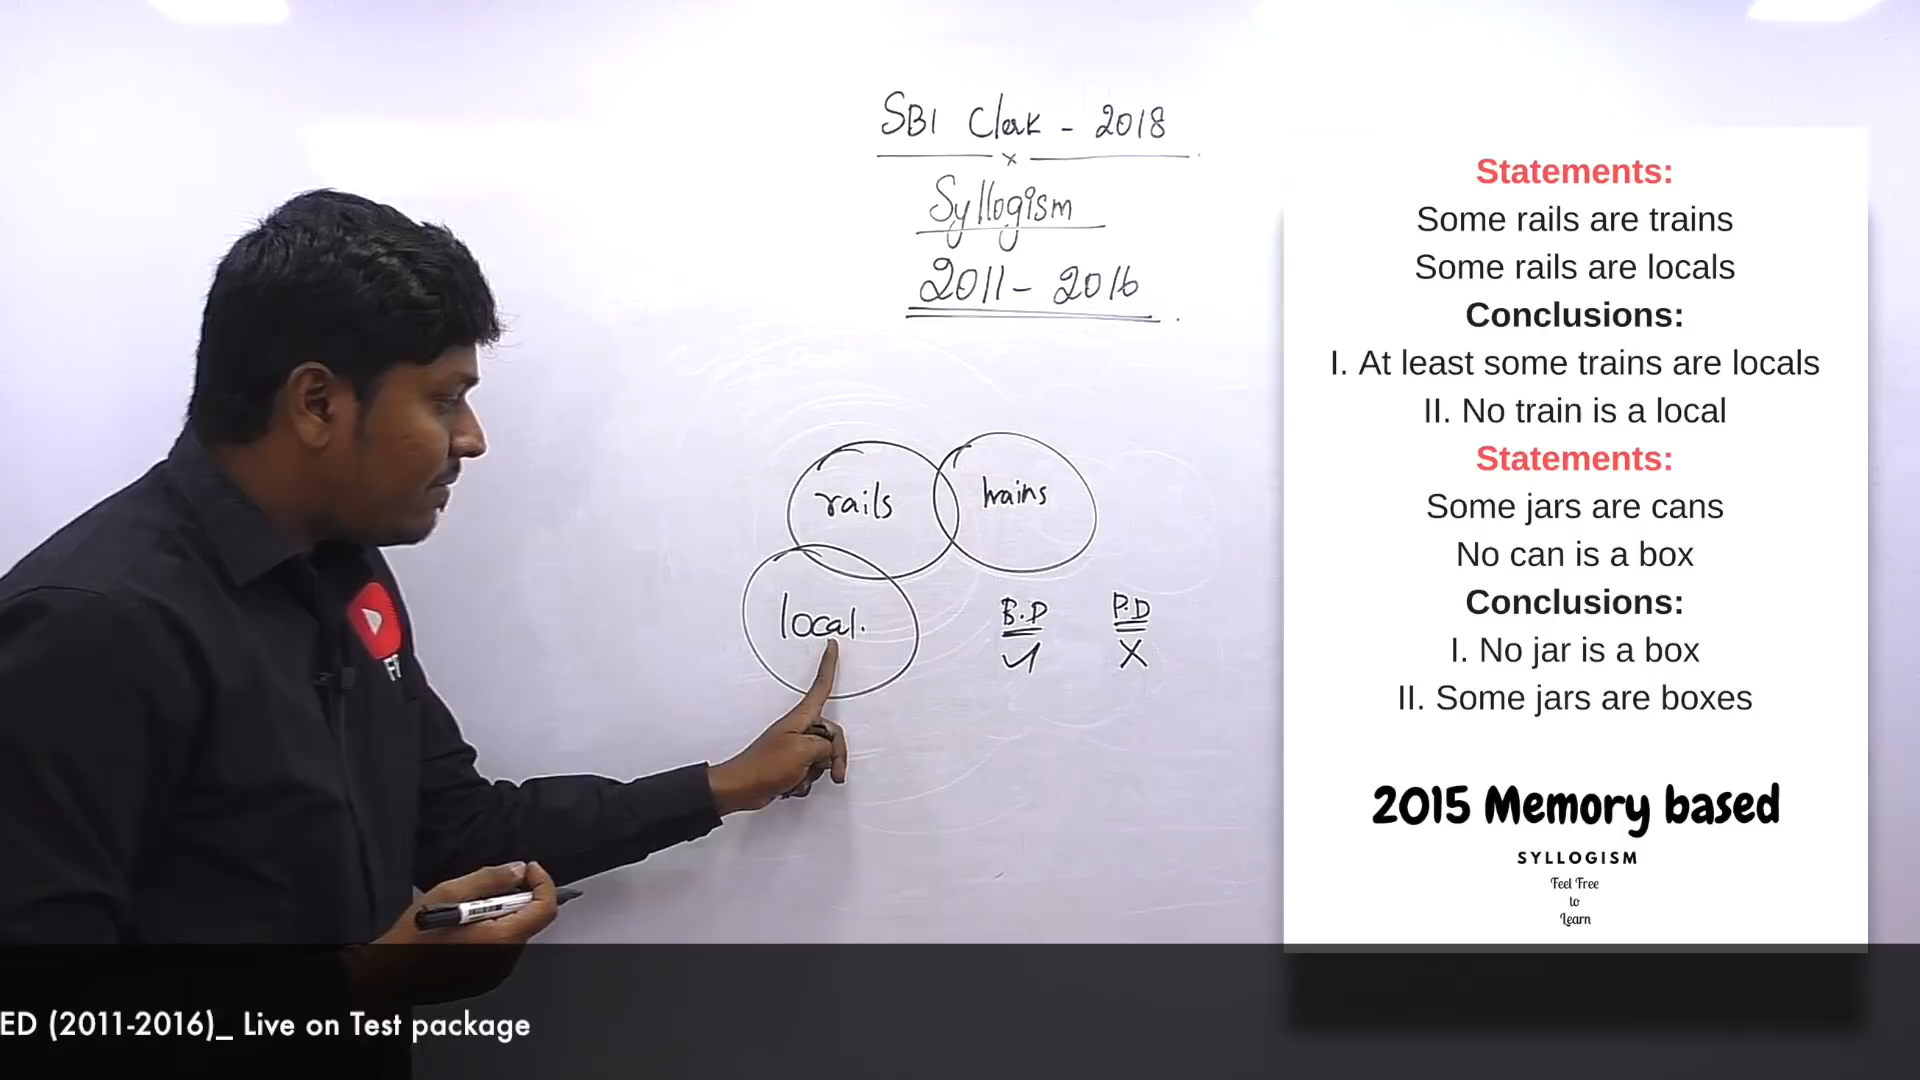 SBI Clerk - 2018
x
Syllogism
2011 - 2016
rails
trains
local.
B.D
P.D
✓
X
Statements:
Some rails are trains
Some rails are locals
Conclusions:
I. At least some trains are locals
II. No train is a local
Statements:
Some jars are cans
No can is a box
Conclusions:
I. No jar is a box
II. Some jars are boxes
2015 Memory based
SYLLOGISM
Feel Free
to
Learn
ED (2011-2016)_ Live on Test package